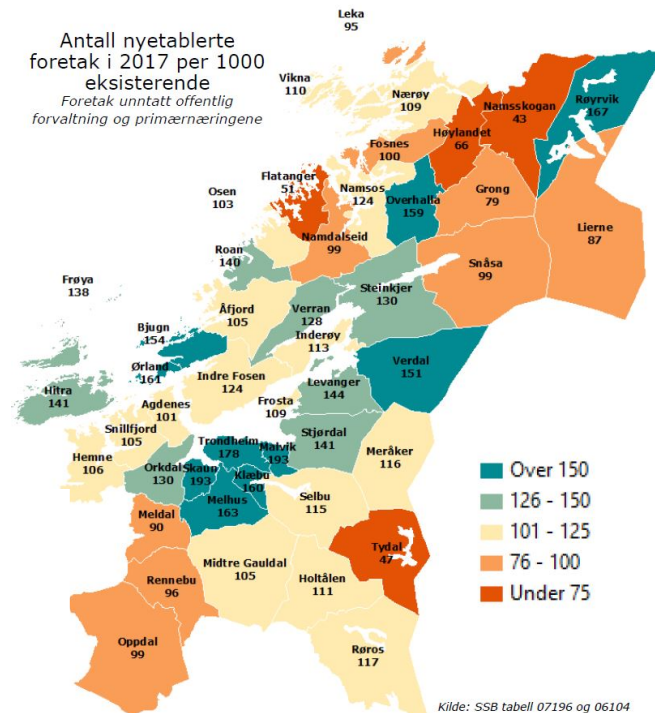 Antall nyetablerte
foretak i 2017 per 1000
eksisterende
Foretak unntatt offentlig
forvaltning og primærnæringene
Leka
95
Vikna
110
Nærøy
109
Namsskogan
43
Røyrvik
167
Høylandet
66
Fosnes
100
Flatanger
51
Namsos
124
Grong
79
Osen
103
Overhalla
159
Lierne
87
Namdalseid
99
Snåsa
99
Roan
140
Steinkjer
130
Frøya
138
Åfjord
105
Verran
128
Bjugn
154
Inderøy
113
Verdal
151
Ørland
161
Indre Fosen
124
Levanger
144
Hitra
141
Agdenes
101
Frosta
109
Snillfjord
105
Stjørdal
141
Trondheim
178
Malvik
193
Meråker
116
Hemne
106
Orkdal
130
Skaun
193
Klæbu
160
Melhus
163
Selbu
115
Meldal
90
Tydal
47
Midtre Gauldal
105
Rennebu
96
Holtålen
111
Oppdal
99
Røros
117
Over 150
126 - 150
101 - 125
76 - 100
Under 75
Kilde: SSB tabell 07196 og 06104